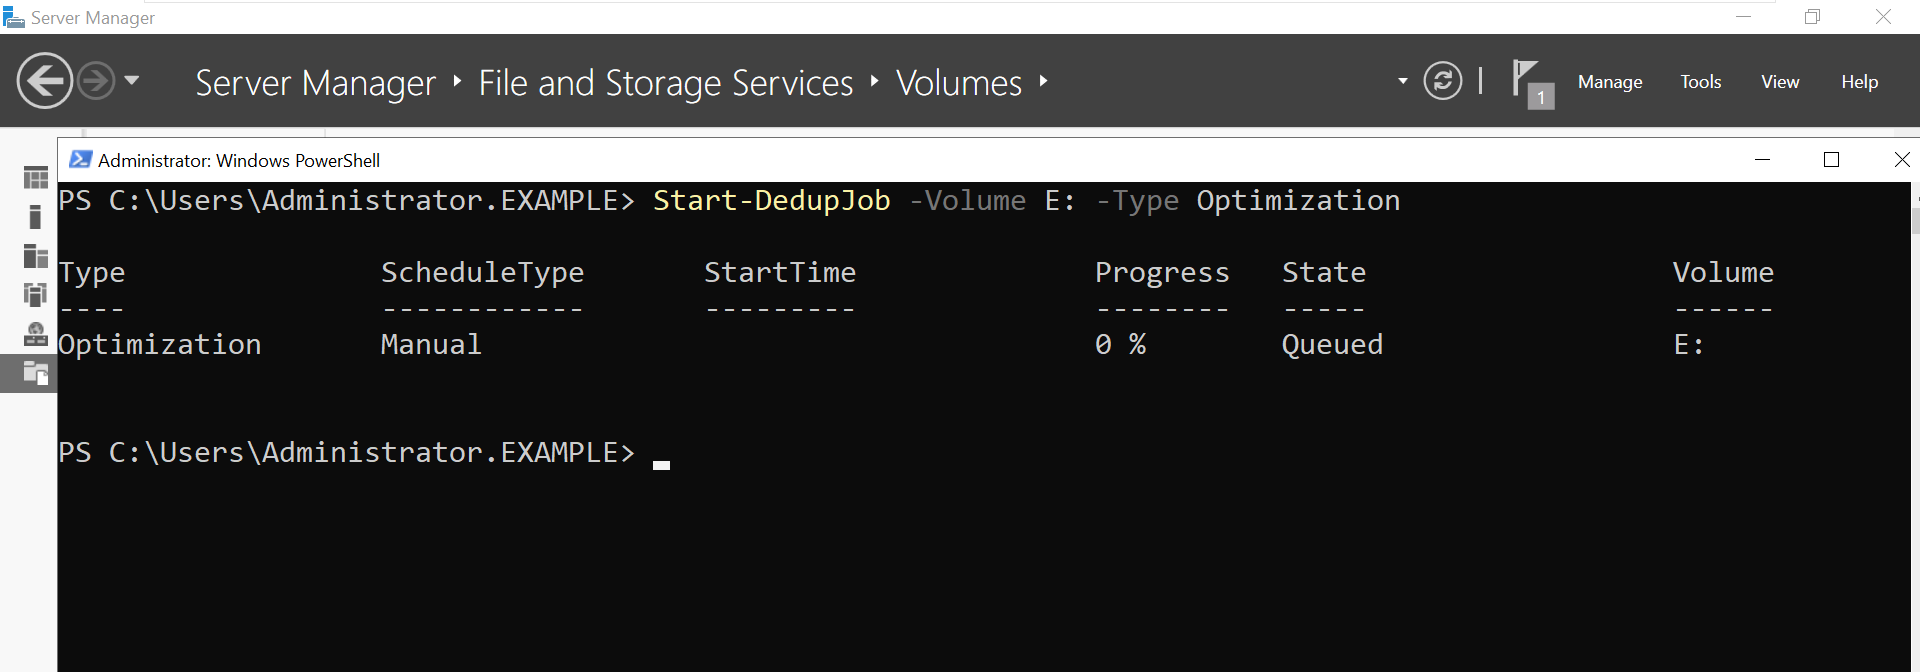 Server Manager
Server Manager ‣ File and Storage Services ‣ Volumes ‣
1
Manage Tools View Help
Administrator: Windows PowerShell
PS C:\Users\Administrator.EXAMPLE> Start-DedupJob -Volume E: -Type Optimization
Type ScheduleType StartTime Progress State Volume
---- ------------ --------- -------- ----- ------
Optimization Manual 0 % Queued E:
PS C:\Users\Administrator.EXAMPLE>